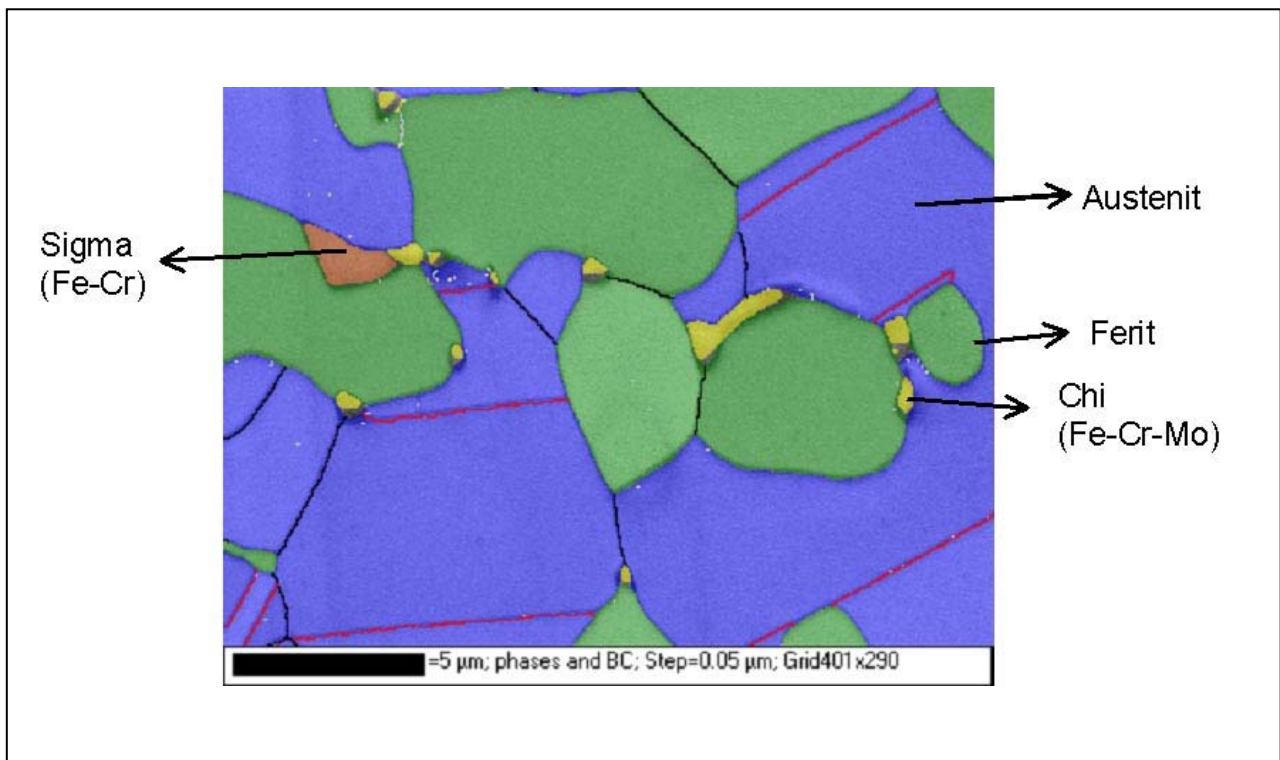 Austenit
Sigma
(Fe-Cr)
Ferit
Chi
(Fe-Cr-Mo)
=5 µm; phases and BC; Step=0.05 µm; Grid401x290